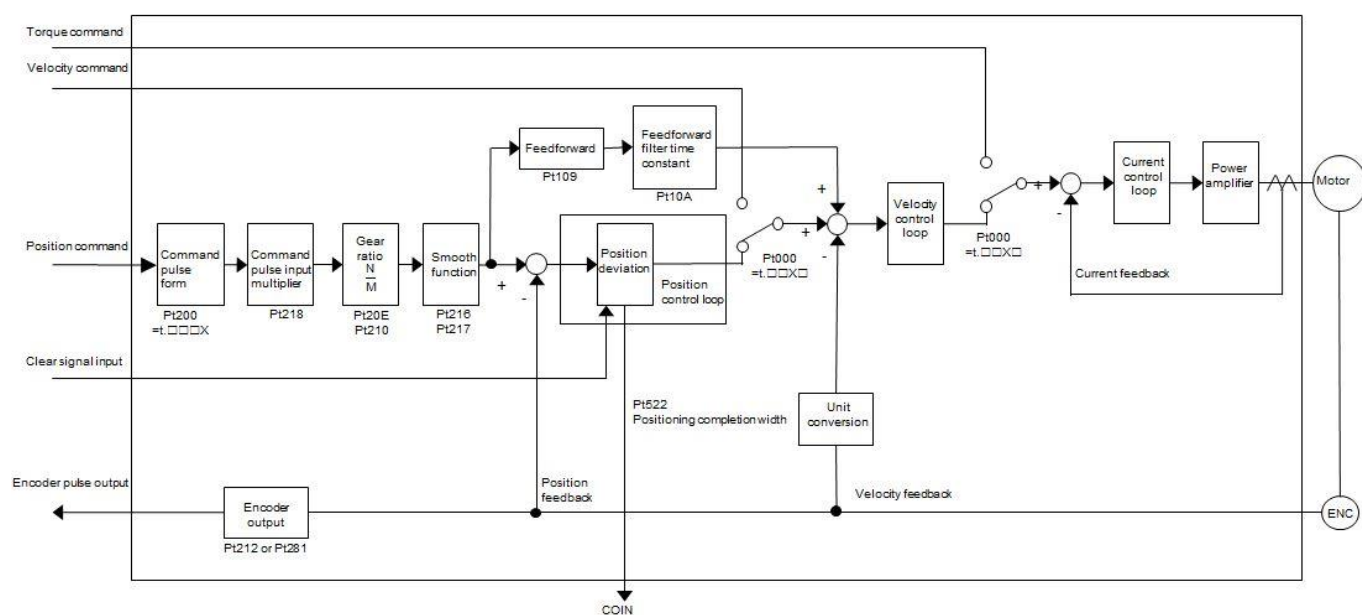 Torque command
Velocity command
Feedforward
Pt109
Feedforward
filter time
constant
Pt10A
Current
control
loop
Power
amplifier
Motor
Position command
Command
pulse
form
Pt200
=t.□□□X
Command
pulse input
multiplier
Pt218
Gear
ratio
N
M
Pt20E
Pt210
Smooth
function
Pt216
Pt217
+
-
Position
deviation
Position
control loop
Pt000
=t.□□X□
+
+
-
Velocity
control
loop
Pt000
=t.□□X□
+
-
Current feedback
Clear signal input
Pt522
Positioning completion width
Unit
conversion
Encoder pulse output
Encoder
output
Pt212 or Pt281
Position
feedback
Velocity feedback
ENC
COIN